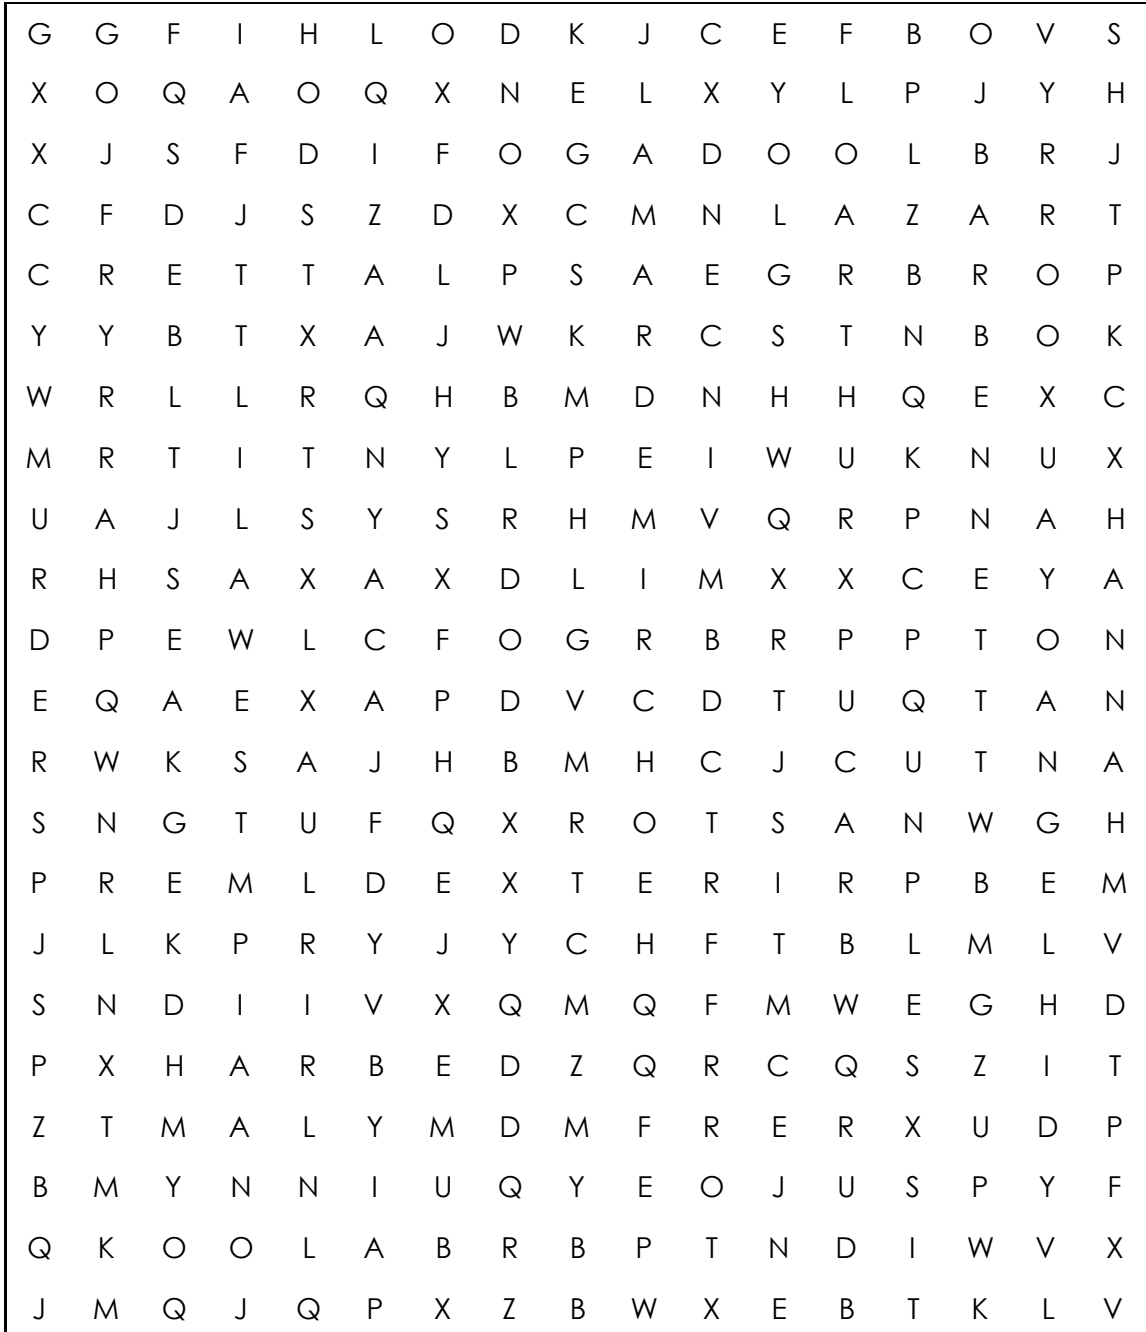 G G F I H L O D K J C E F B O V S
X O Q A O Q X N E L X Y L P J Y H
X J S F D I F O G A D O O L B R J
C F D J S Z D X C M N L A Z A R T
C R E T T A L P S A E G R B R O P
Y Y B T X A J W K R C S T N B O K
W R L L R Q H B M D N H H Q E X C
M R T I T N Y L P E I W U K N U X
U A J L S Y S R H M V Q R P N A H
R H S A X A X D L I M X X C E Y A
D P E W L C F O G R B R P P T O N
E Q A E X A P D V C D T U Q T A N
R W K S A J H B M H C J C U T N A
S N G T U F Q X R O T S A N W G H
P R E M L D E X T E R I R P B E M
J L K P R Y J Y C H F T B L M L V
S N D I I V X Q M Q F M W E G H D
P X H A R B E D Z Q R C Q S Z I T
Z T M A L Y M D M F R E R X U D P
B M Y N N I U Q Y E O J U S P Y F
Q K O O L A B R B P T N D I W V X
J M Q J Q P X Z B W X E B T K L V